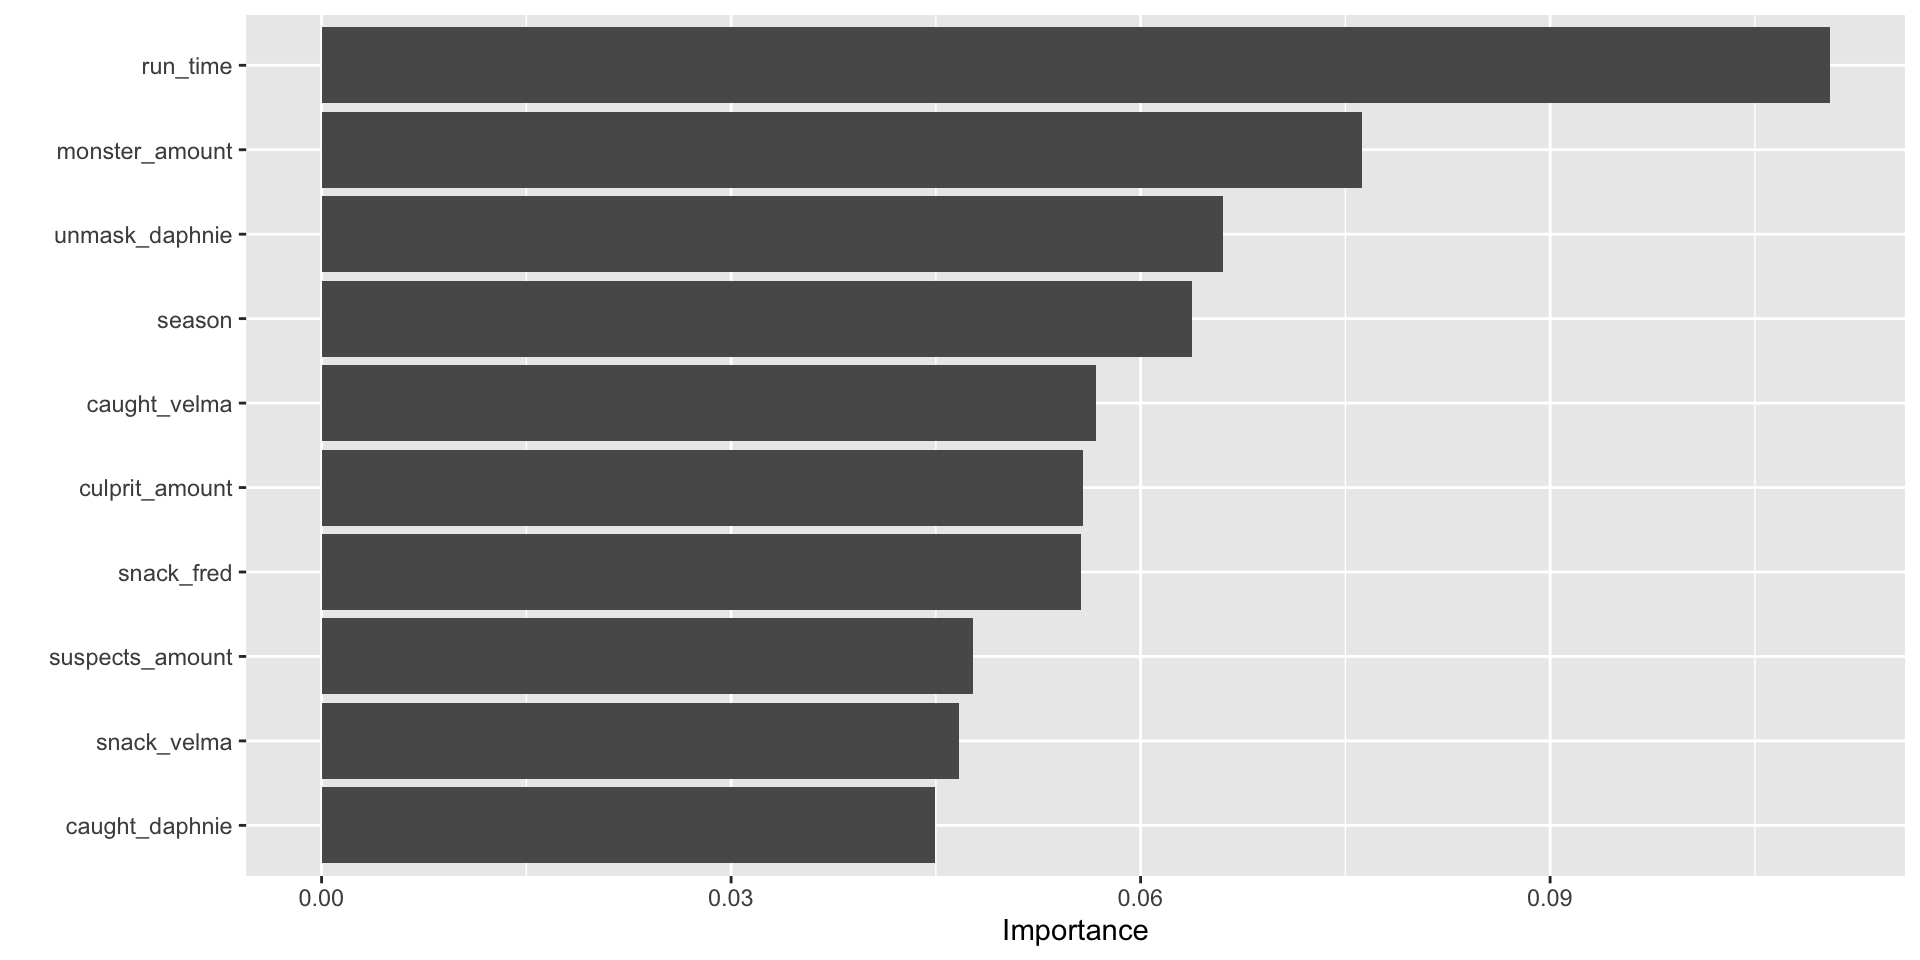 run_time
monster_amount
unmask_daphnie
season
caught_velma
culprit_amount
snack_fred
suspects_amount
snack_velma
caught_daphnie
0.00 0.03 0.06 0.09
Importance